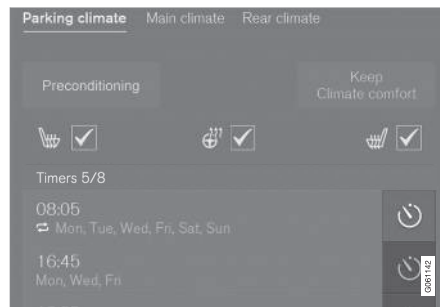 Parking climate Main climate Rear climate
Preconditioning
Keep
Climate comfort
Timers 5/8
08:05
Mon, Tue, Wed, Fri, Sat, Sun
16:45
Mon, Wed, Fri
G061142